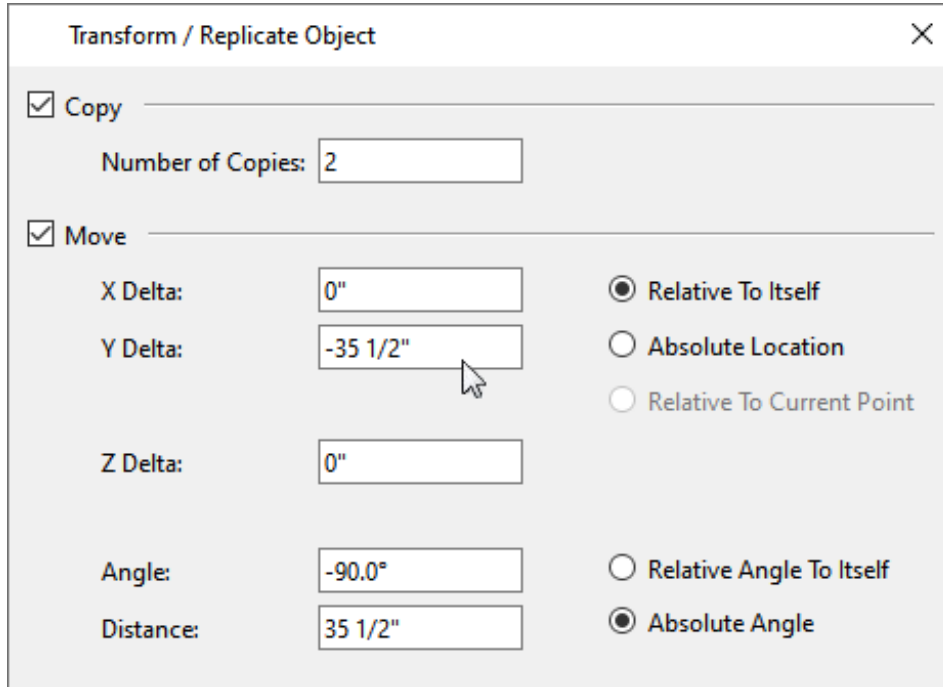 Transform / Replicate Object
Copy
Number of Copies: 2
Move
X Delta: 0" Relative To Itself
Y Delta: -35 1/2" Absolute Location
Relative To Current Point
Z Delta: 0"
Angle: -90.0° Relative Angle To Itself
Distance: 35 1/2" Absolute Angle